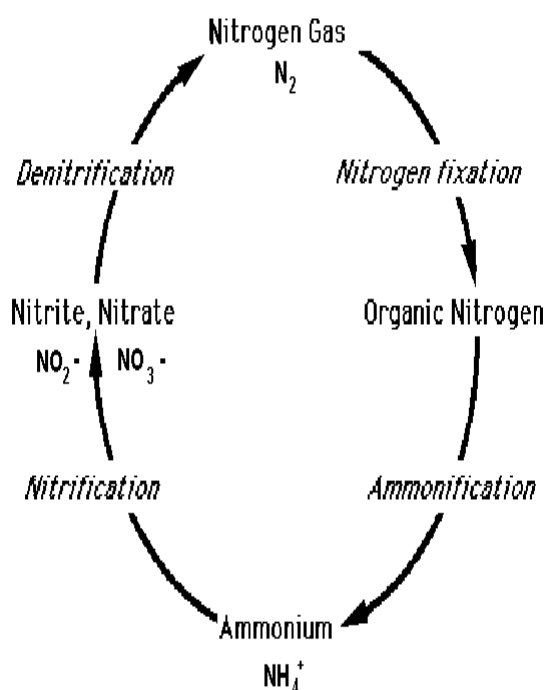 Nitrogen Gas
N₂
Denitrification
Nitrogen fixation
Nitrite, Nitrate
NO₂⁻ NO₃⁻
Organic Nitrogen
Nitrification
Ammonification
Ammonium
NH₄⁺